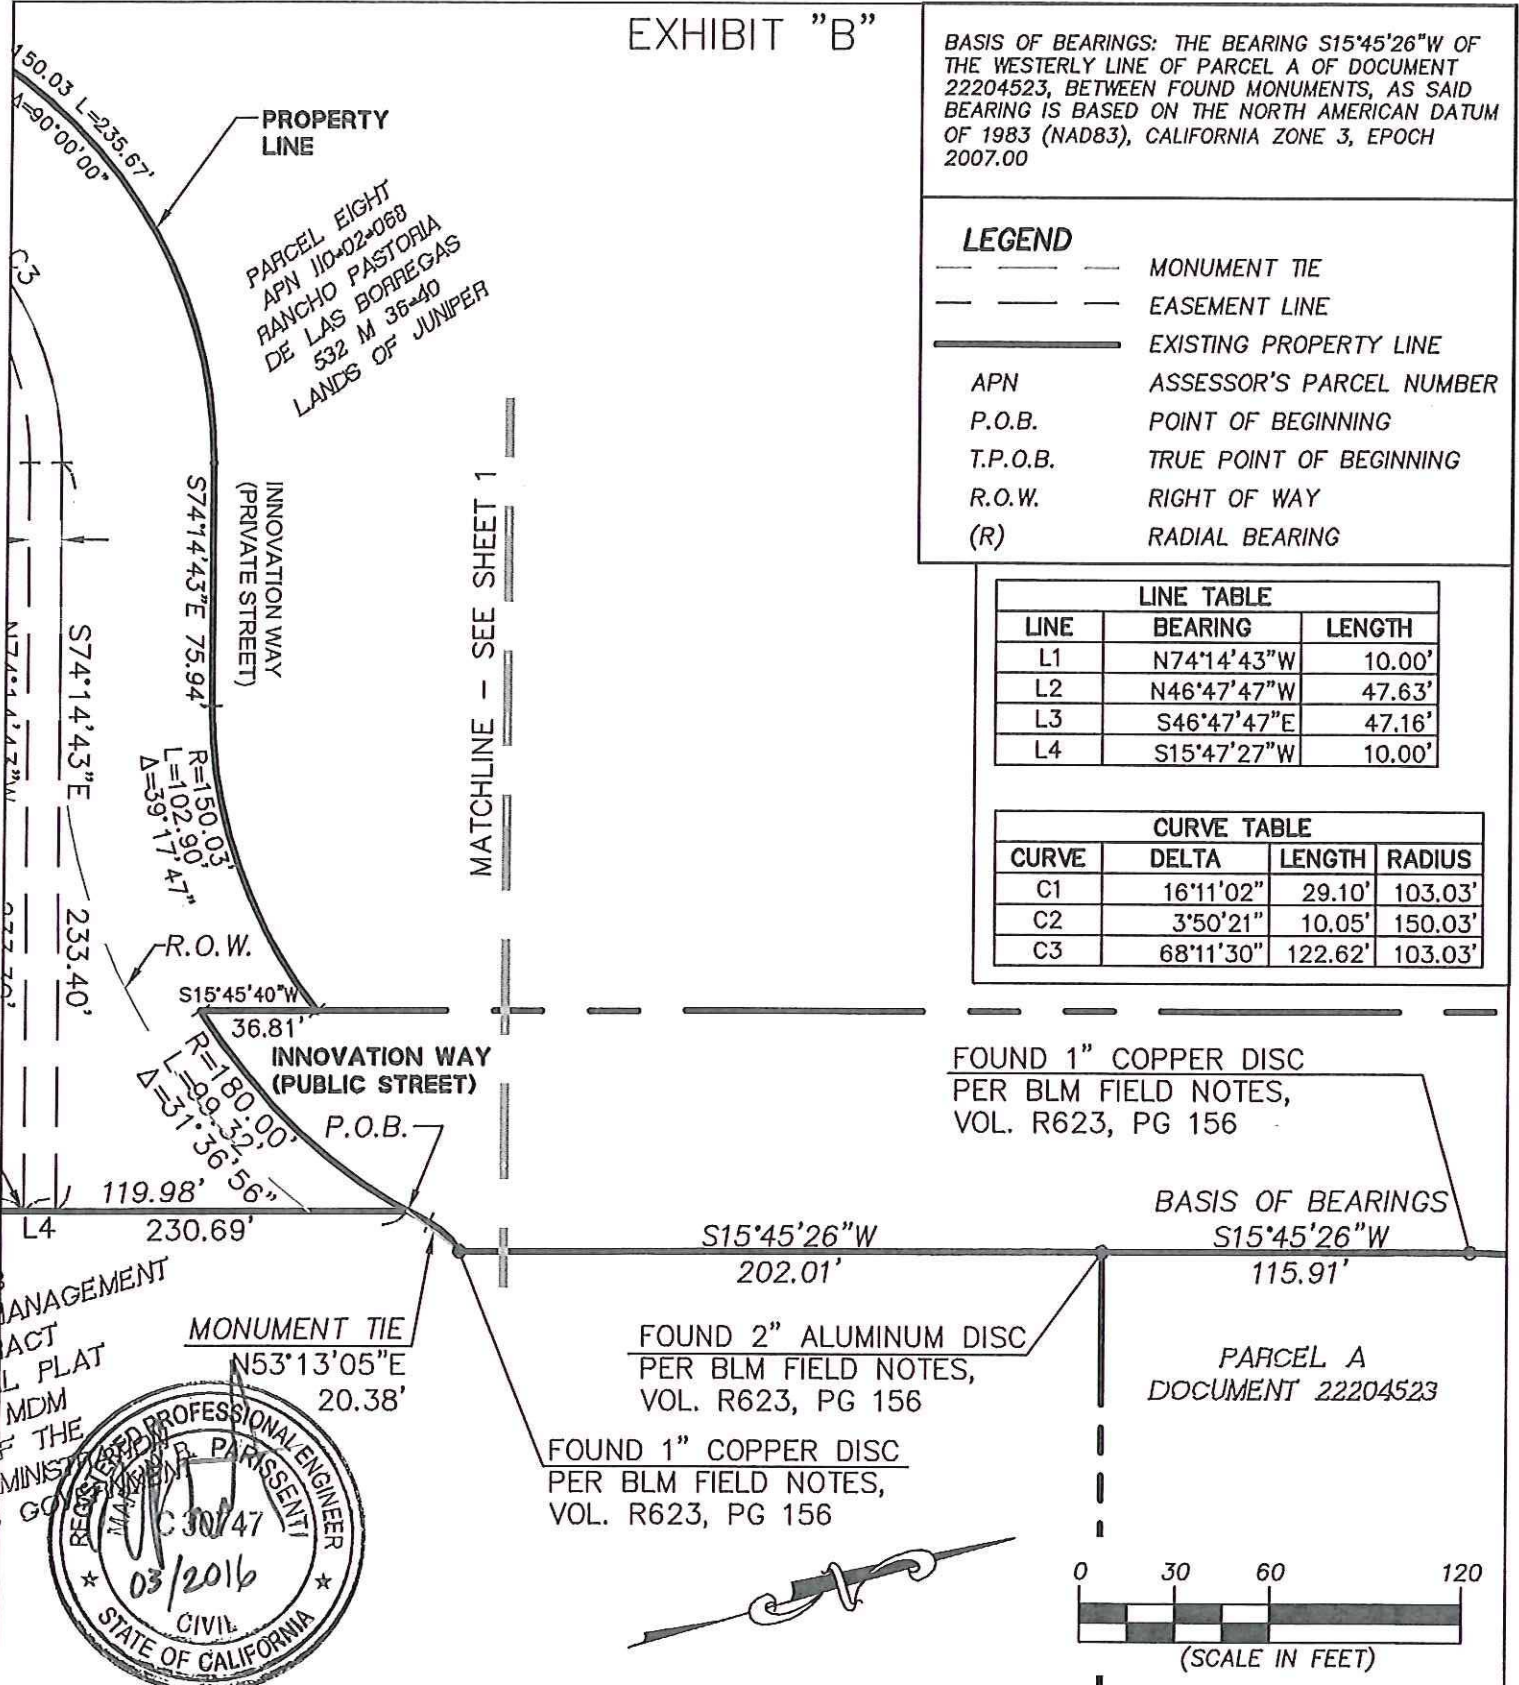 EXHIBIT "B"
BASIS OF BEARINGS: THE BEARING S15°45'26"W OF
THE WESTERLY LINE OF PARCEL A OF DOCUMENT
22204523, BETWEEN FOUND MONUMENTS, AS SAID
BEARING IS BASED ON THE NORTH AMERICAN DATUM
OF 1983 (NAD83), CALIFORNIA ZONE 3, EPOCH
2007.00
LEGEND
MONUMENT TIE
EASEMENT LINE
EXISTING PROPERTY LINE
APN ASSESSOR'S PARCEL NUMBER
P.O.B. POINT OF BEGINNING
T.P.O.B. TRUE POINT OF BEGINNING
R.O.W. RIGHT OF WAY
(R) RADIAL BEARING
LINE TABLE
LINE BEARING LENGTH
L1 N74°14'43"W 10.00'
L2 N46°47'47"W 47.63'
L3 S46°47'47"E 47.16'
L4 S15°47'27"W 10.00'
CURVE TABLE
CURVE DELTA LENGTH RADIUS
C1 16°11'02" 29.10' 103.03'
C2 3°50'21" 10.05' 150.03'
C3 68°11'30" 122.62' 103.03'
150.03 L=235.67'
Δ=90°00'00"
PROPERTY
LINE
PARCEL EIGHT
APN 110-02-068
RANCHO PASTORIA
DE LAS BORREGAS
532 M 36-40
LANDS OF JUNIPER
C3
INNOVATION WAY
(PRIVATE STREET)
S74°14'43"E 75.94'
S74°14'43"E 233.40'
MATCHLINE - SEE SHEET 1
R=150.03'
L=102.90'
Δ=39°17'47"
R.O.W.
S15°45'40"W
36.81'
INNOVATION WAY
(PUBLIC STREET)
R=180.00'
L=99.32'
Δ=31°36'56"
P.O.B.
119.98'
L4
230.69'
FOUND 1" COPPER DISC
PER BLM FIELD NOTES,
VOL. R623, PG 156
BASIS OF BEARINGS
S15°45'26"W
115.91'
S15°45'26"W
202.01'
MONUMENT TIE
N53°13'05"E
20.38'
FOUND 2" ALUMINUM DISC
PER BLM FIELD NOTES,
VOL. R623, PG 156
PARCEL A
DOCUMENT 22204523
FOUND 1" COPPER DISC
PER BLM FIELD NOTES,
VOL. R623, PG 156
ANAGEMENT
ACT
L PLAT
MDM
F THE
REGISTERED PROFESSIONAL ENGINEER
PARISSENTI
03/2016
CIVIL
STATE OF CALIFORNIA
0 30 60 120
(SCALE IN FEET)